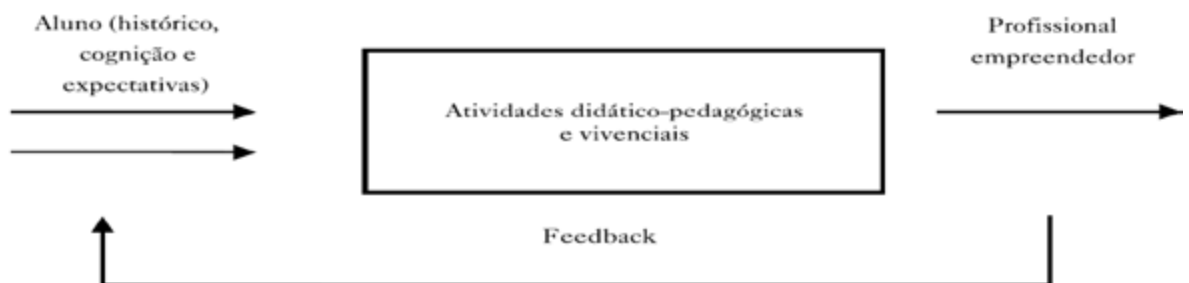 Aluno (histórico,
cognição e
expectativas)
Atividades didático-pedagógicas
e vivenciais
Profissional
empreendedor
Feedback